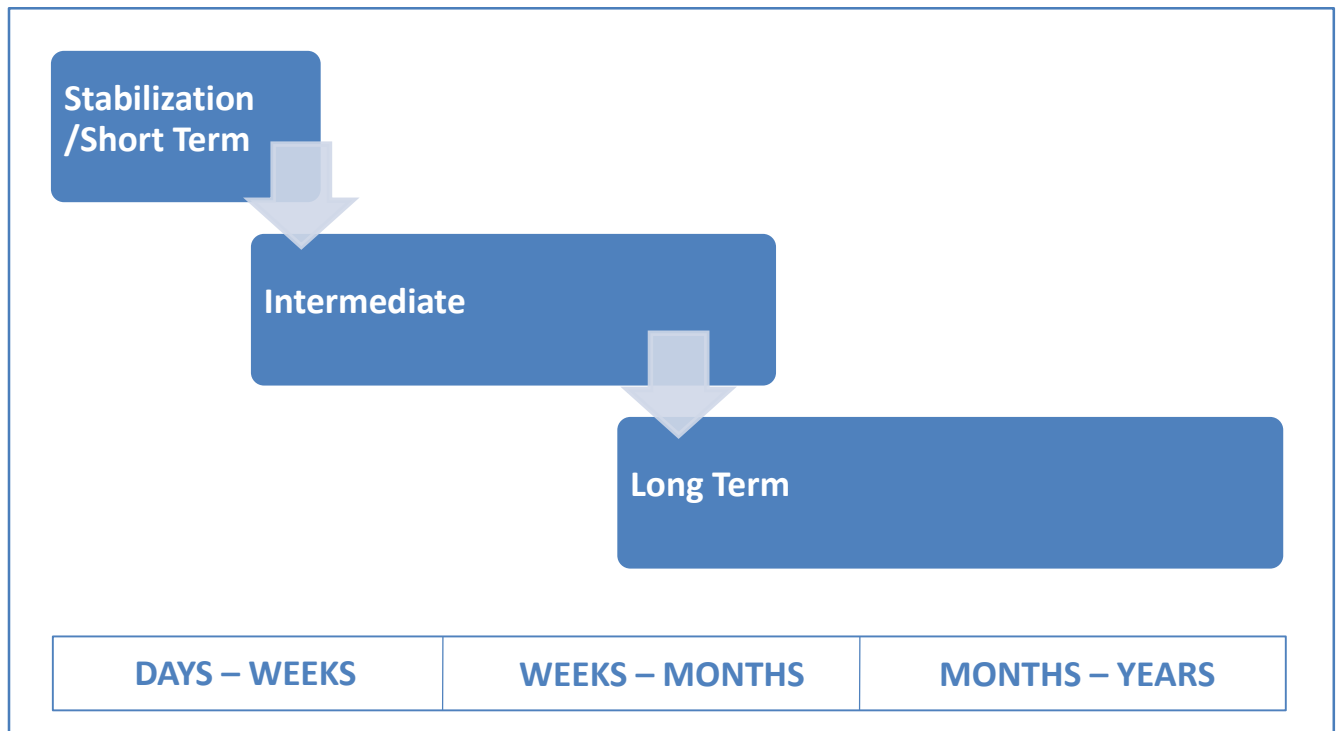 Stabilization
/Short Term
Intermediate
Long Term
DAYS – WEEKS
WEEKS – MONTHS
MONTHS – YEARS